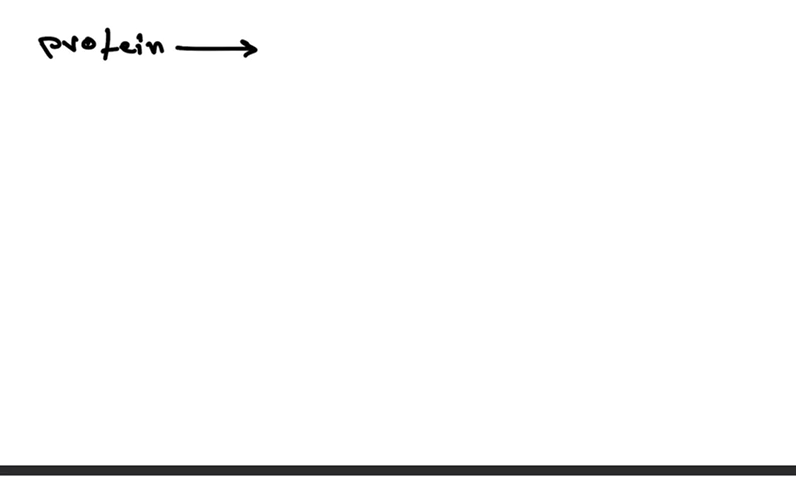 protein →